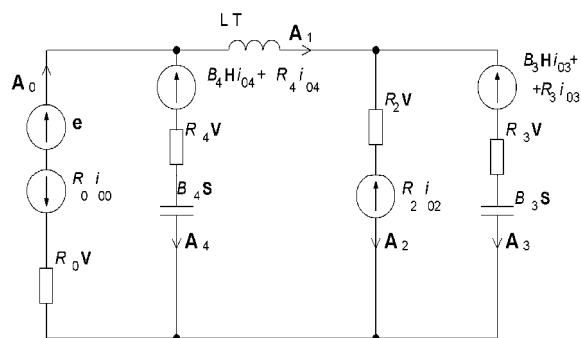 LT
A₁
A₀
B₄Hi₀₄+ R₄i₀₄
B₃Hi₀₃+
+R₃i₀₃
e
R₂V
R₄V
R₃V
R₀i₀₀
B₄S
R₂i₀₂
B₃S
A₄
A₂
A₃
R₀V